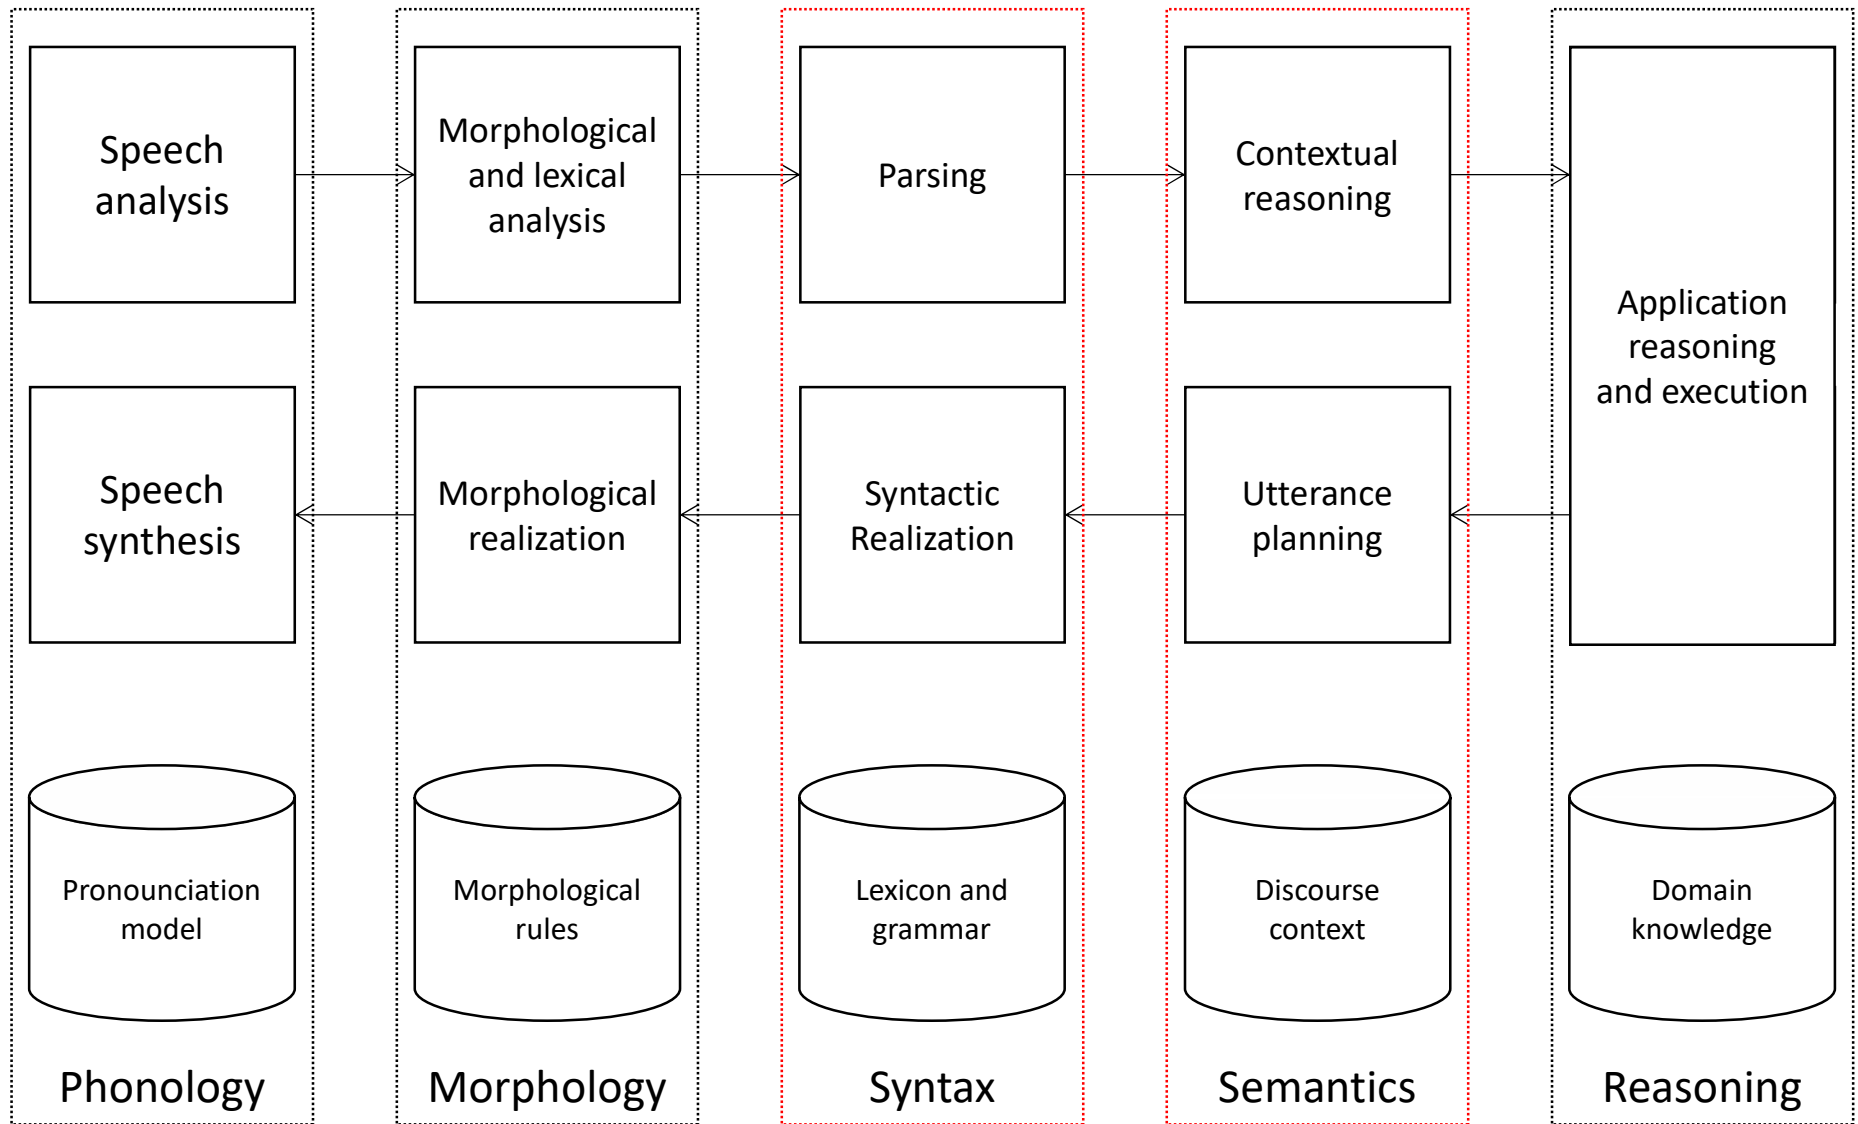 Speech
analysis
Morphological
and lexical
analysis
Parsing
Contextual
reasoning
Application
reasoning
and execution
Speech
synthesis
Morphological
realization
Syntactic
Realization
Utterance
planning
Pronounciation
model
Morphological
rules
Lexicon and
grammar
Discourse
context
Domain
knowledge
Phonology
Morphology
Syntax
Semantics
Reasoning